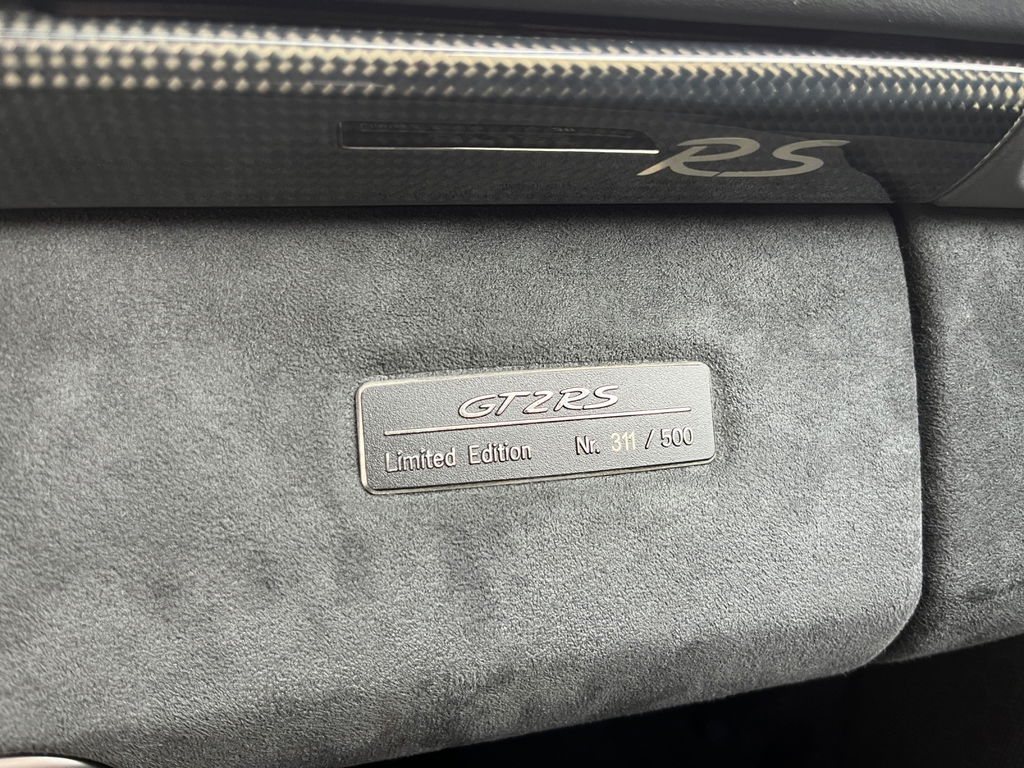 RS
GT2RS
Limited Edition Nr. 311 / 500